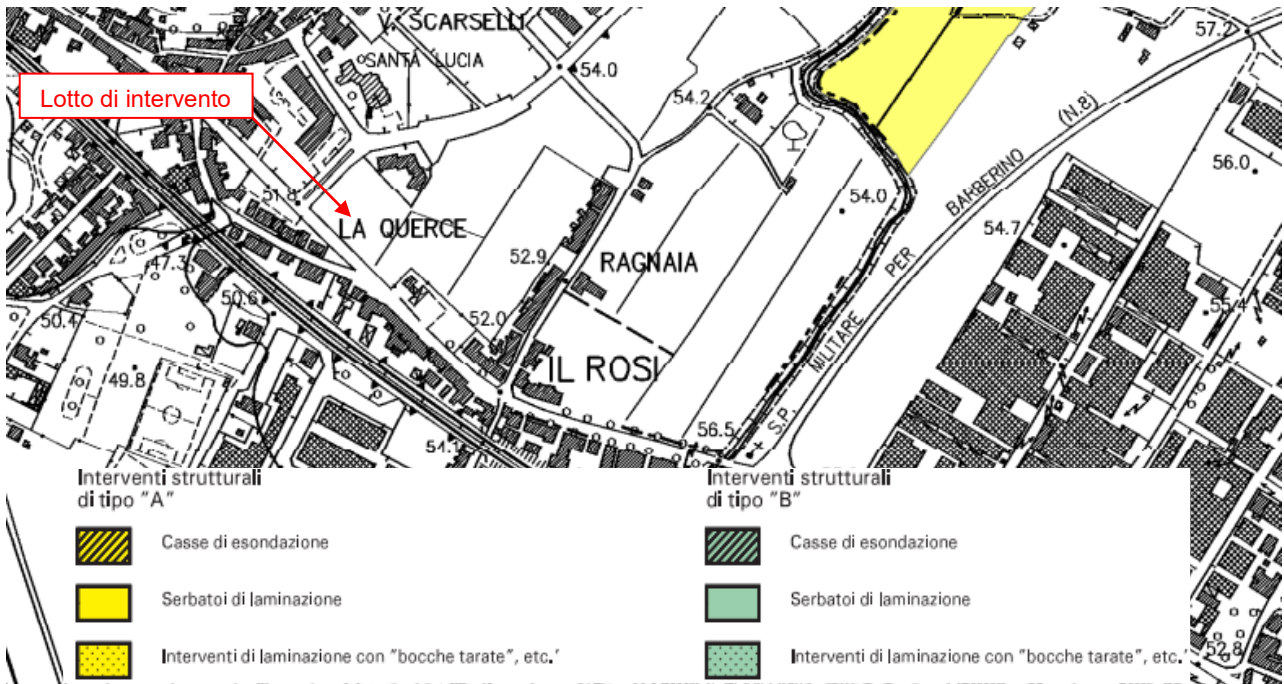 V. SCARSELLI
SANTA LUCIA
54.0
57.2
Lotto di intervento
54.2
(N.8)
56.0
BARBERINO
51.8
54.0
LA QUERCE
54.7
PER
52.9
RAGNAIA
47.3
50.6
55.4
50.4
52.0
MILITARE
IL ROSI
49.8
S.P.
56.5
54.1
Interventi strutturali
di tipo "A"
Casse di esondazione
Serbatoi di laminazione
Interventi di laminazione con "bocche tarate", etc.'
Interventi strutturali
di tipo "B"
Casse di esondazione
Serbatoi di laminazione
Interventi di laminazione con "bocche tarate", etc.'
52.8